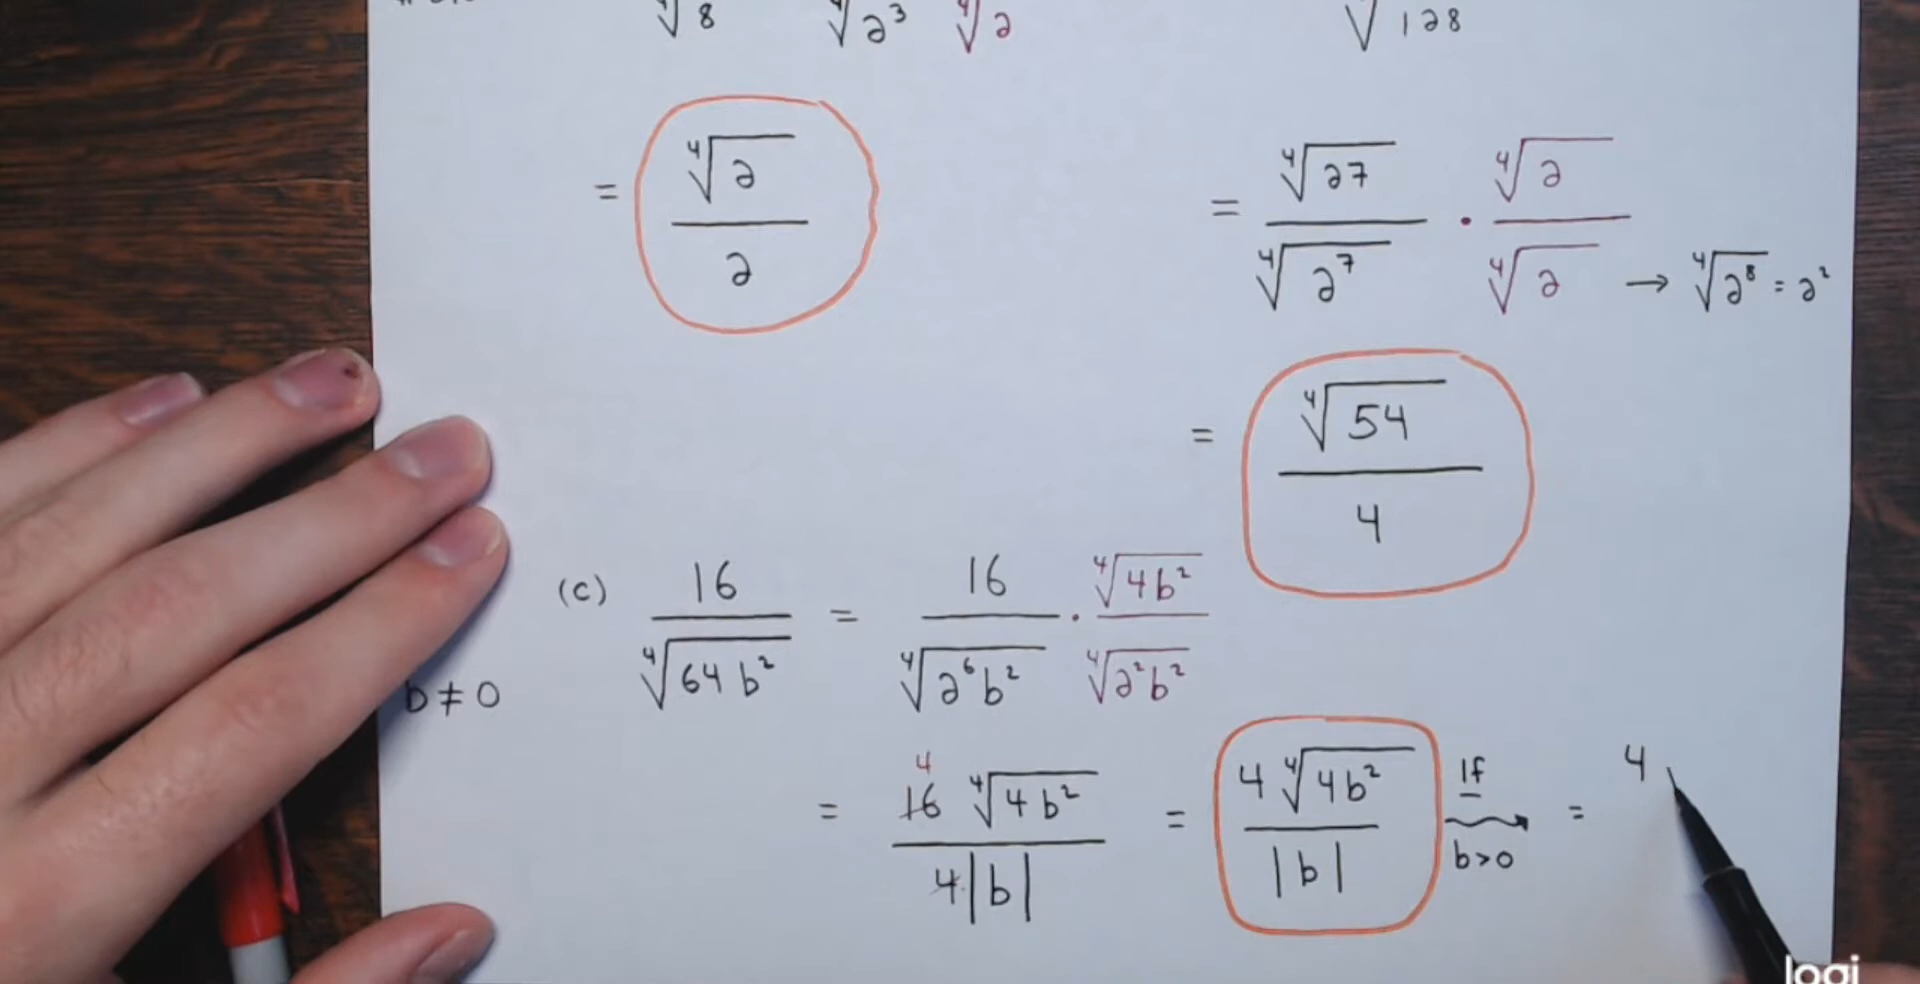 ∜8 ∜2³ ∜2 √128
= ∜2 / 2
= ∜27 / ∜2⁷ · ∜2 / ∜2 → ∜2⁸ = 2²
= ∜54 / 4
(c) 16 / ∜64b² = 16 / ∜2⁶b² · ∜4b² / ∜2²b²
b ≠ 0
= 4 16 ∜4b² / 4|b| = 4∜4b² / |b| If b>0 = 4
logi